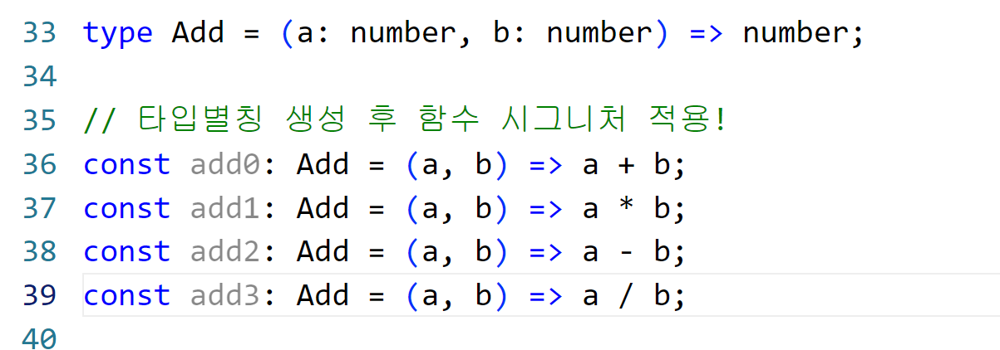 33 type Add = (a: number, b: number) => number;
34
35 // 타입별칭 생성 후 함수 시그니처 적용!
36 const add0: Add = (a, b) => a + b;
37 const add1: Add = (a, b) => a * b;
38 const add2: Add = (a, b) => a - b;
39 const add3: Add = (a, b) => a / b;
40